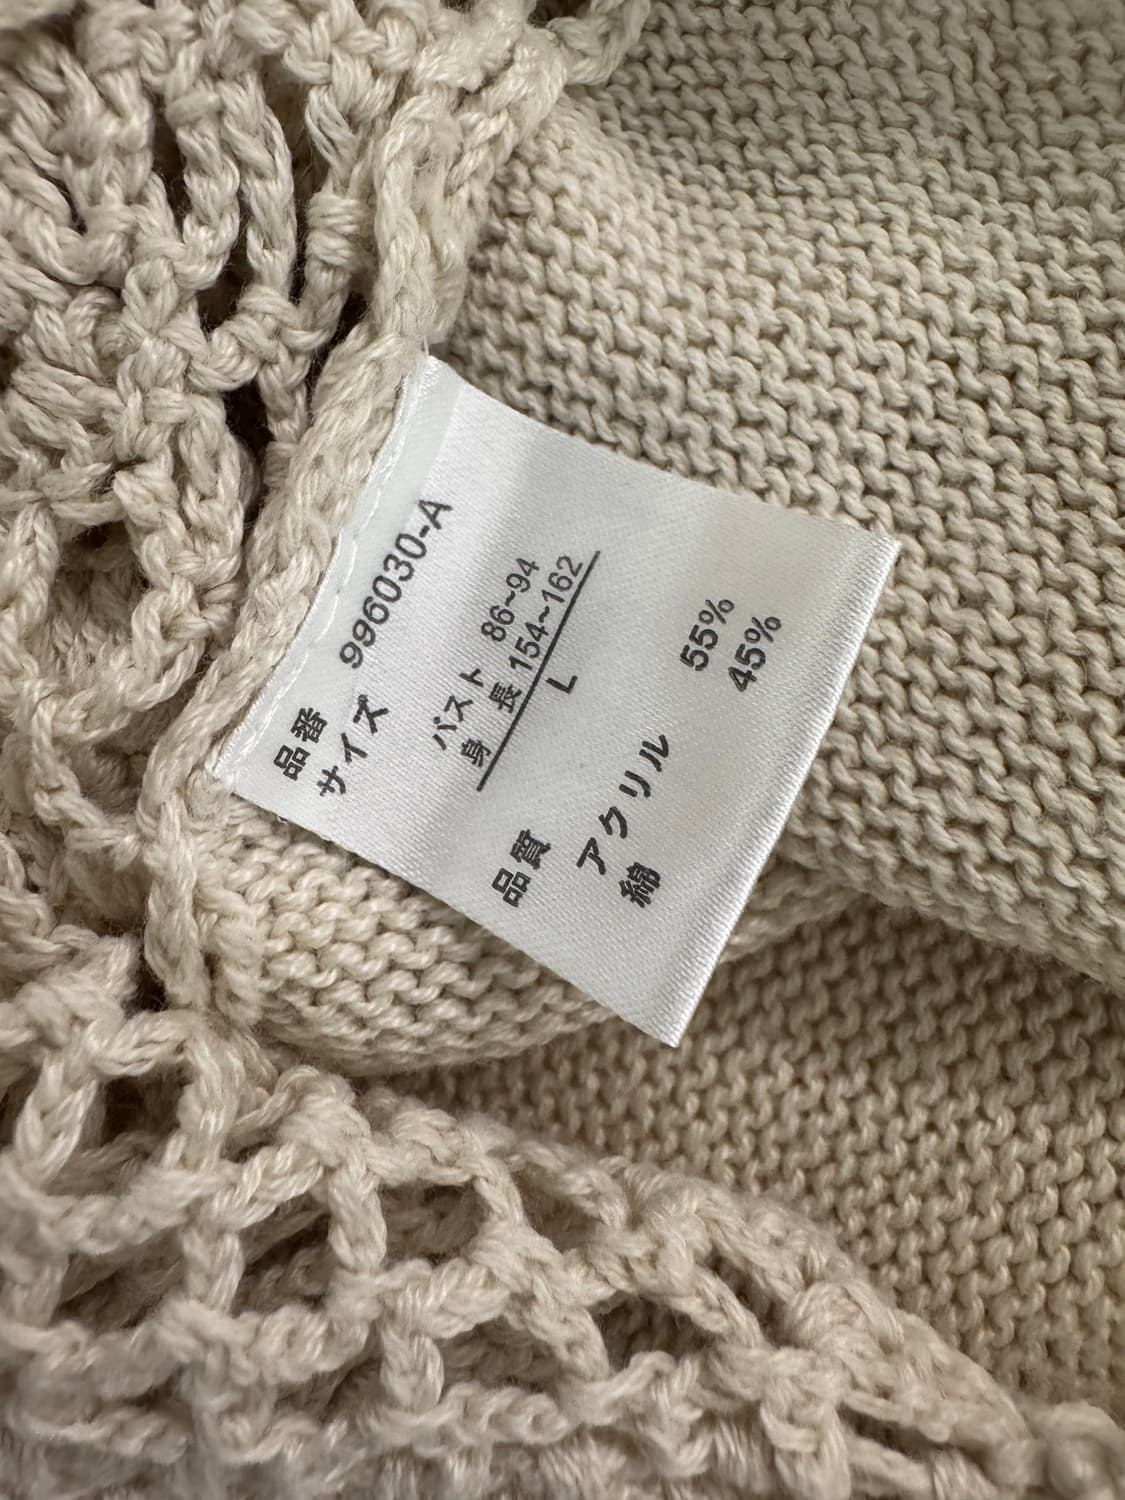 品番 996030-A
サイズ
バスト 86~94
身 長 154~162
L
品質
アクリル 55%
綿 45%